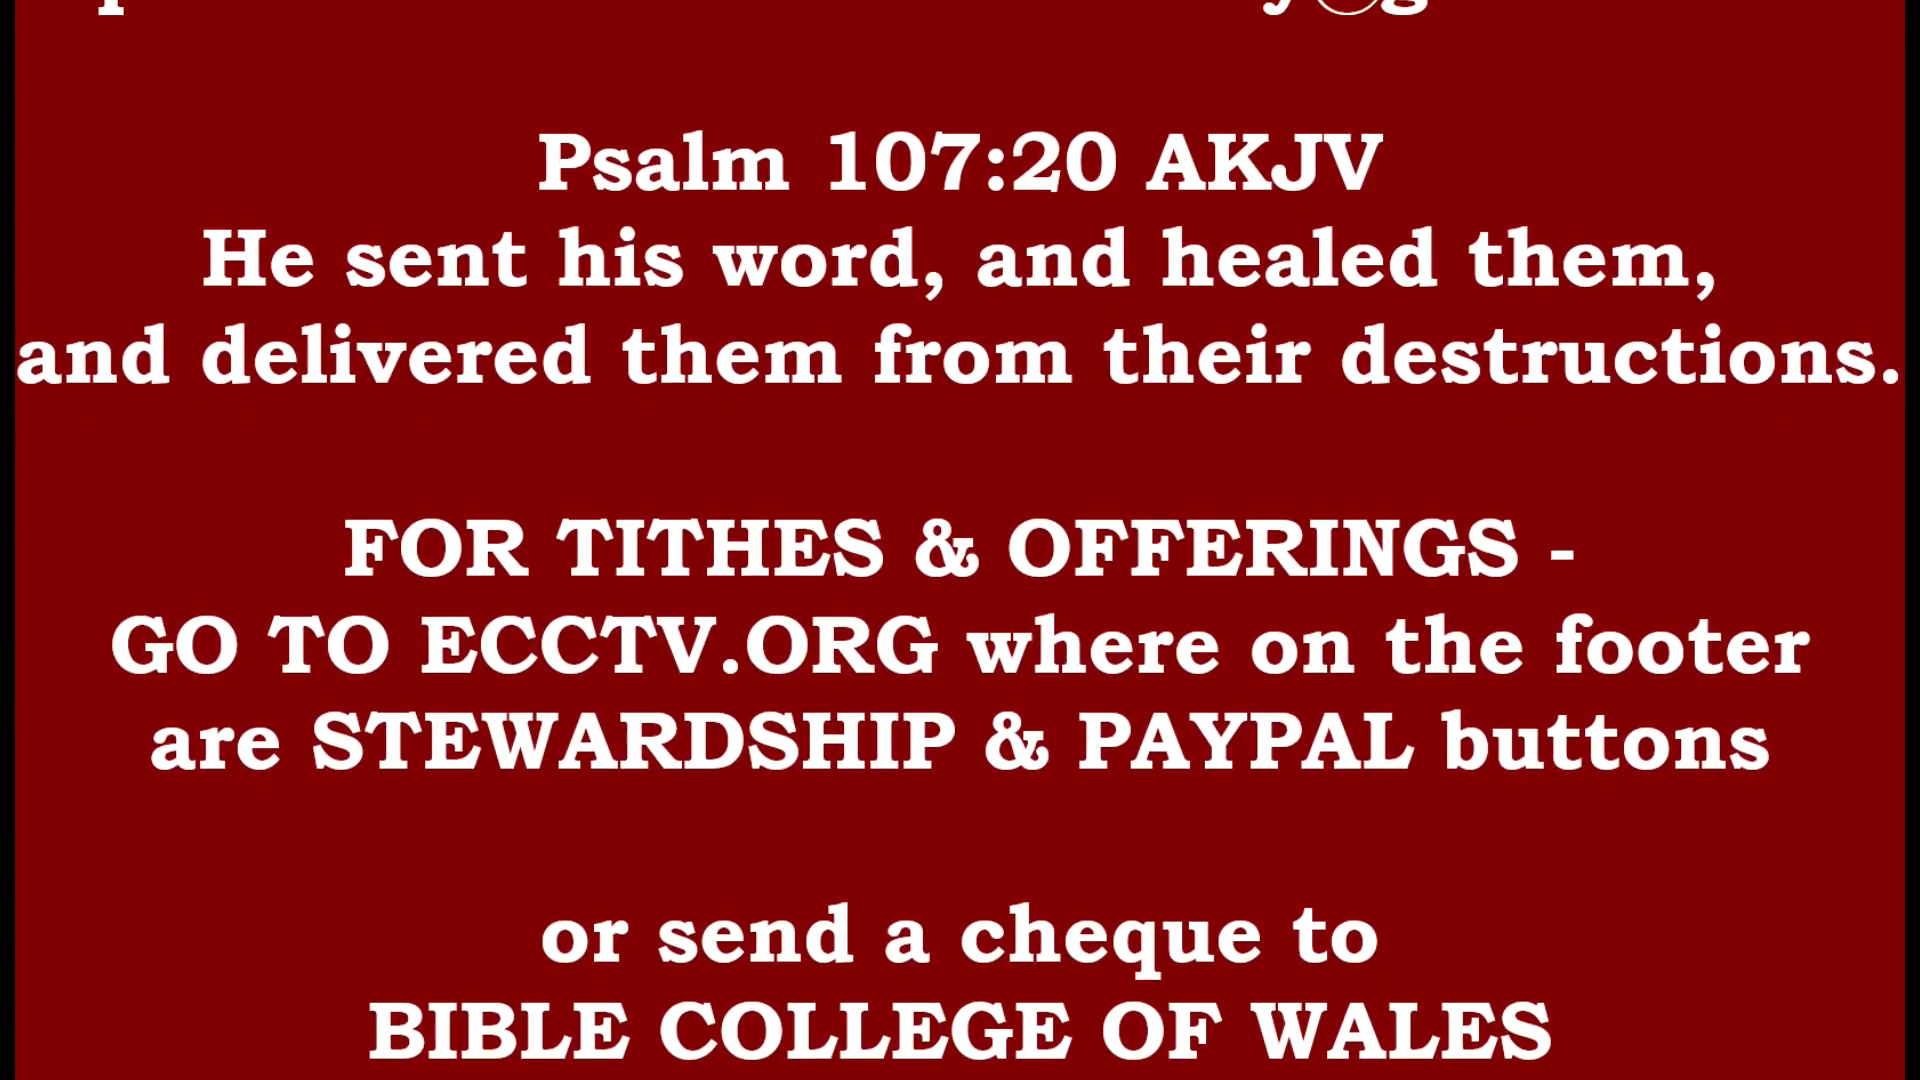 Psalm 107:20 AKJV
He sent his word, and healed them,
and delivered them from their destructions.
FOR TITHES & OFFERINGS -
GO TO ECCTV.ORG where on the footer
are STEWARDSHIP & PAYPAL buttons
or send a cheque to
BIBLE COLLEGE OF WALES